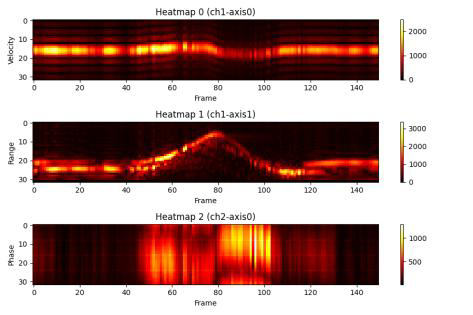 Heatmap 0 (ch1-axis0)
0
10
20
30
Velocity
0 20 40 60 80 100 120 140
Frame
2000
1000
0
Heatmap 1 (ch1-axis1)
0
10
20
30
Range
0 20 40 60 80 100 120 140
Frame
3000
2000
1000
0
Heatmap 2 (ch2-axis0)
0
10
20
30
Phase
0 20 40 60 80 100 120 140
Frame
1000
500